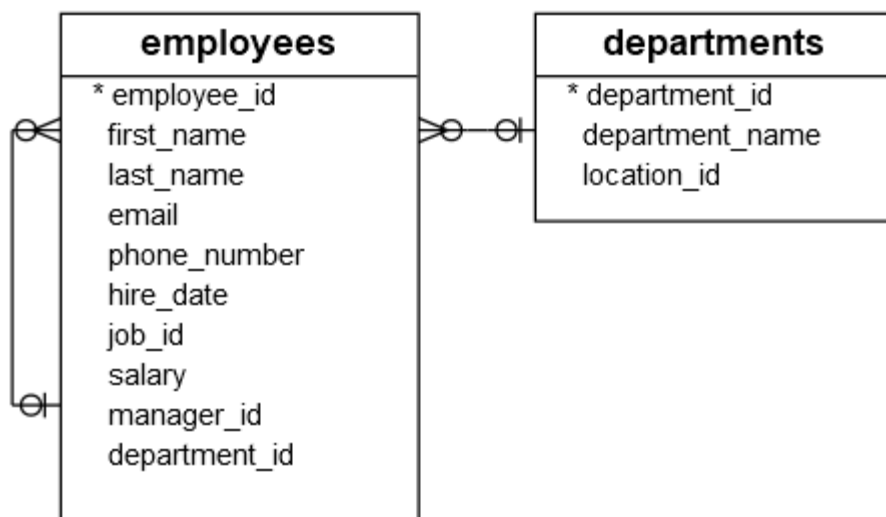 employees
* employee_id
first_name
last_name
email
phone_number
hire_date
job_id
salary
manager_id
department_id
departments
* department_id
department_name
location_id